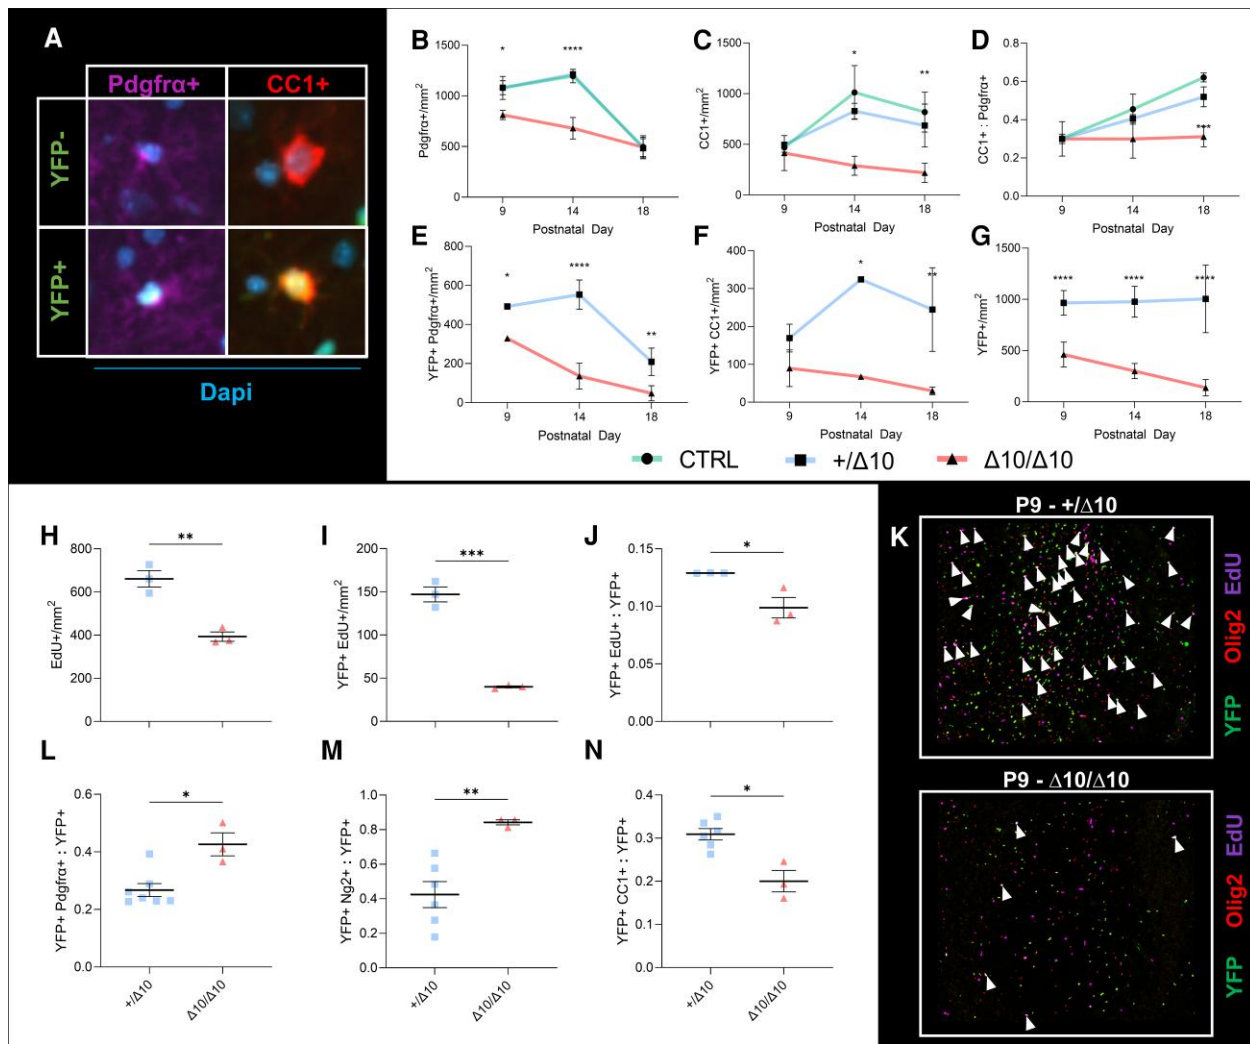 A
Pdgfrα+ CC1+
YFP-
YFP+
Dapi
B
Pdgfrα+/mm²
1500
1000
500
0
* ****
9 14 18
Postnatal Day
C
CC1+/mm²
1500
1000
500
0
* **
9 14 18
Postnatal Day
D
CC1+ : Pdgfrα+
0.8
0.6
0.4
0.2
0.0
***
9 14 18
Postnatal Day
E
YFP+ Pdgfrα+/mm²
800
600
400
200
0
* **** **
9 14 18
Postnatal Day
F
YFP+ CC1+/mm²
400
300
200
100
0
* **
9 14 18
Postnatal Day
G
YFP+/mm²
1500
1000
500
0
**** **** ****
9 14 18
Postnatal Day
CTRL +/Δ10 Δ10/Δ10
H
EdU+/mm²
800
600
400
200
0
**
I
YFP+ EdU+/mm²
200
150
100
50
0
***
J
YFP+ EdU+ : YFP+
0.15
0.10
0.05
0.00
*
K
P9 - +/Δ10
YFP Olig2 EdU
P9 - Δ10/Δ10
YFP Olig2 EdU
L
YFP+ Pdgfrα+ : YFP+
0.6
0.4
0.2
0.0
*
+/Δ10 Δ10/Δ10
M
YFP+ Ng2+ : YFP+
1.0
0.8
0.6
0.4
0.2
0.0
**
+/Δ10 Δ10/Δ10
N
YFP+ CC1+ : YFP+
0.4
0.3
0.2
0.1
0.0
*
+/Δ10 Δ10/Δ10